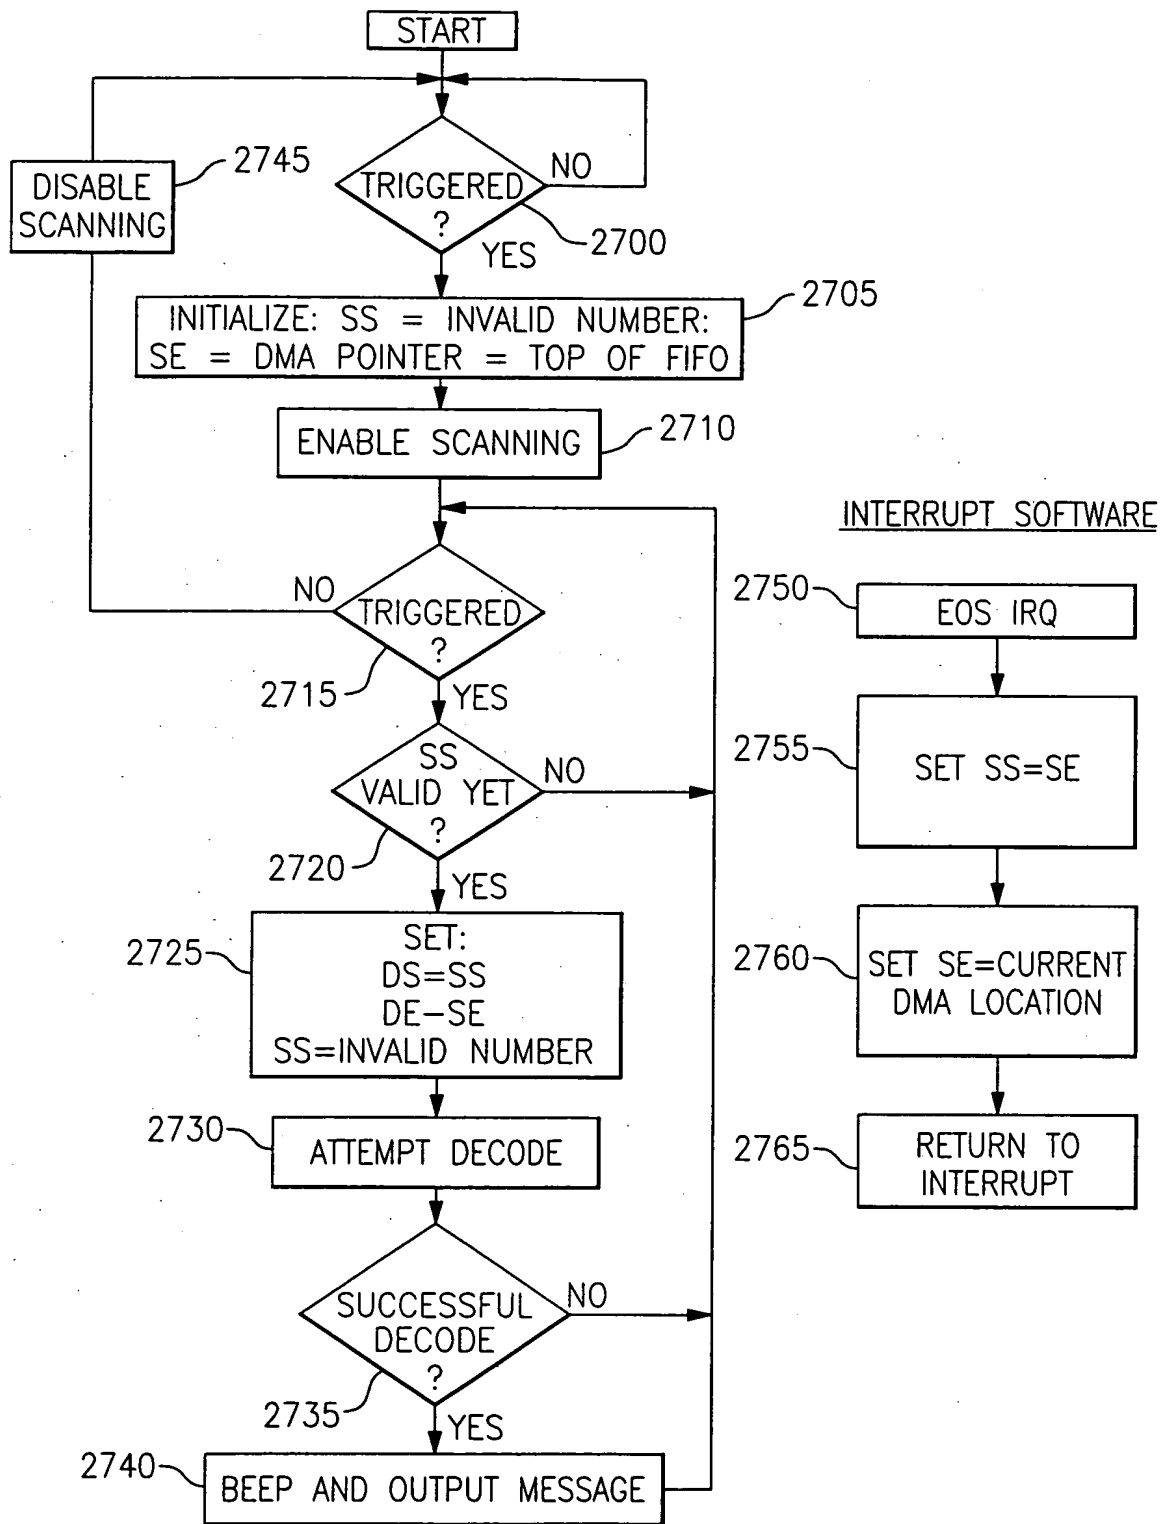 START
2745
DISABLE
SCANNING
NO
TRIGGERED
?
2700
YES
2705
INITIALIZE: SS = INVALID NUMBER:
SE = DMA POINTER = TOP OF FIFO
ENABLE SCANNING
2710
NO
TRIGGERED
?
2715
YES
SS
VALID YET
?
NO
2720
YES
2725
SET:
DS=SS
DE-SE
SS=INVALID NUMBER
2730
ATTEMPT DECODE
SUCCESSFUL
DECODE
?
NO
2735
YES
2740
BEEP AND OUTPUT MESSAGE
INTERRUPT SOFTWARE
2750
EOS IRQ
2755
SET SS=SE
2760
SET SE=CURRENT
DMA LOCATION
2765
RETURN TO
INTERRUPT